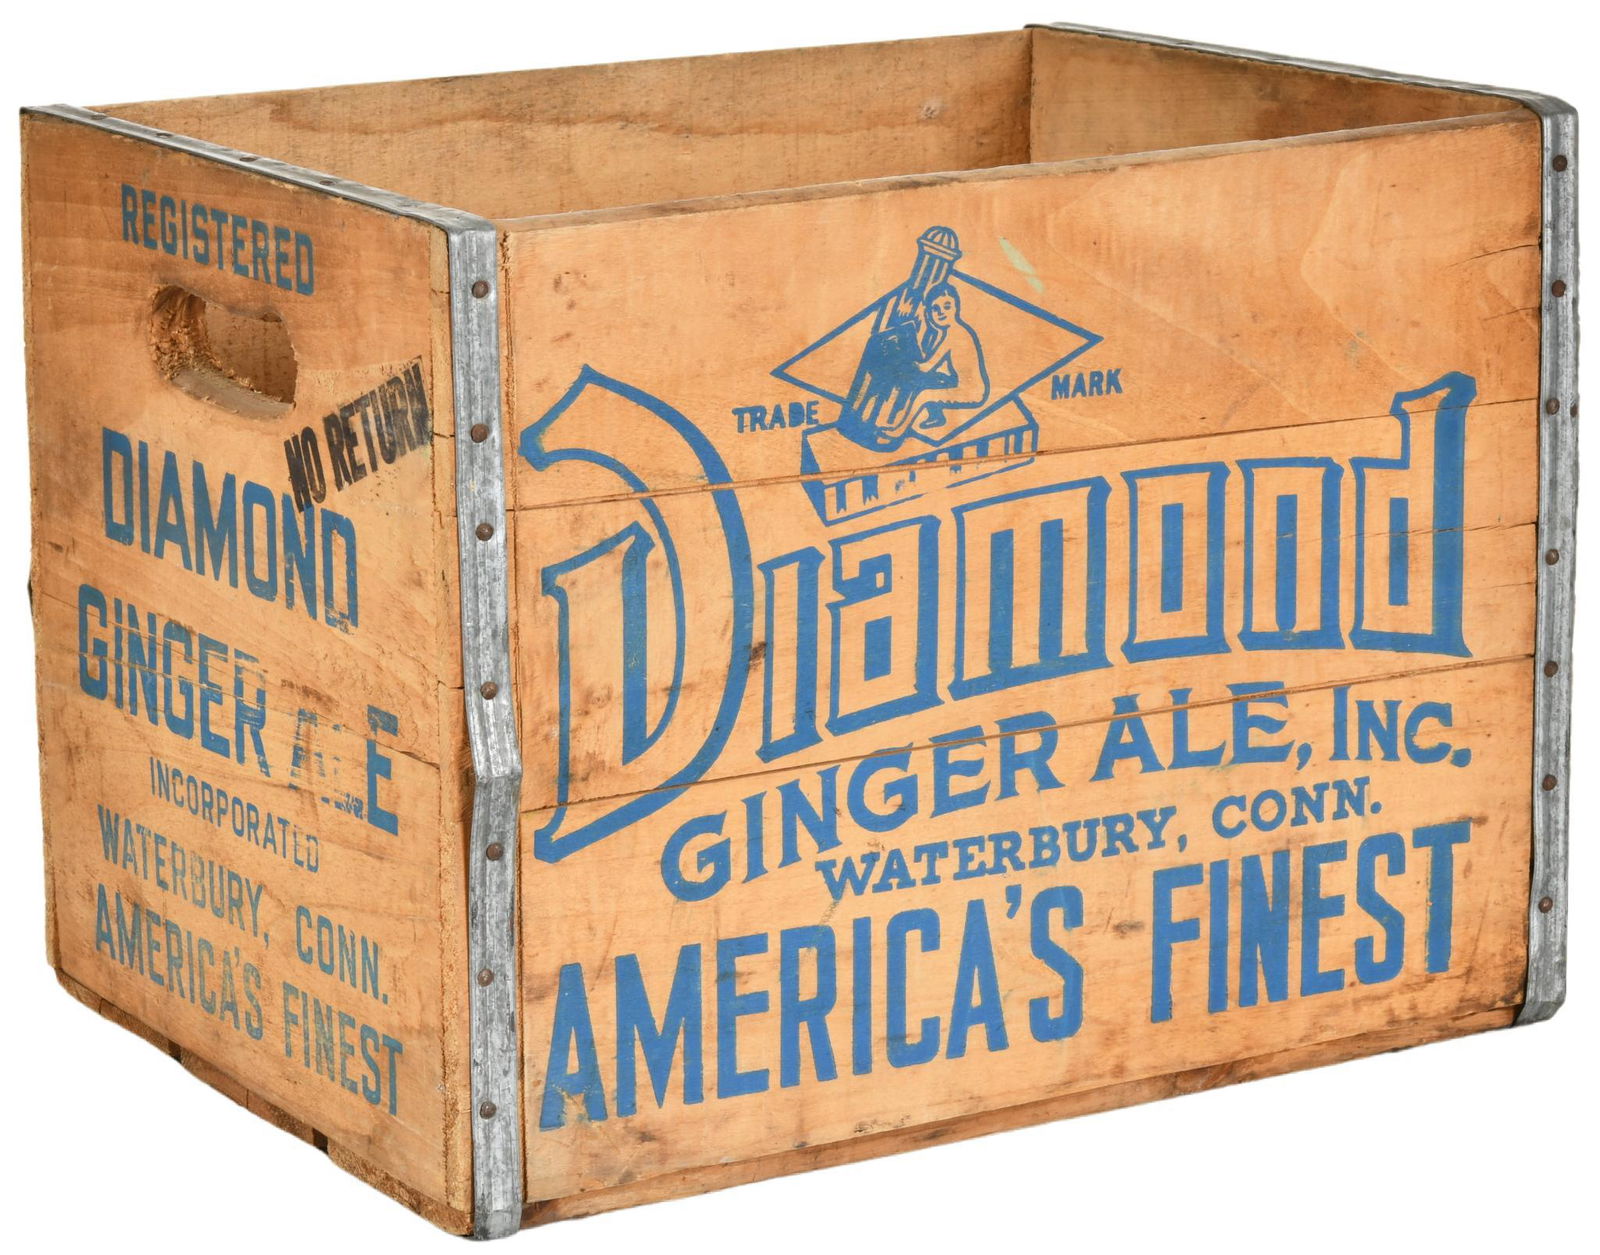 REGISTERED
NO RETURN
DIAMOND
GINGER ALE
INCORPORATED
WATERBURY, CONN.
AMERICA'S FINEST
TRADE MARK
Diamond
GINGER ALE, INC.
WATERBURY, CONN.
AMERICA'S FINEST